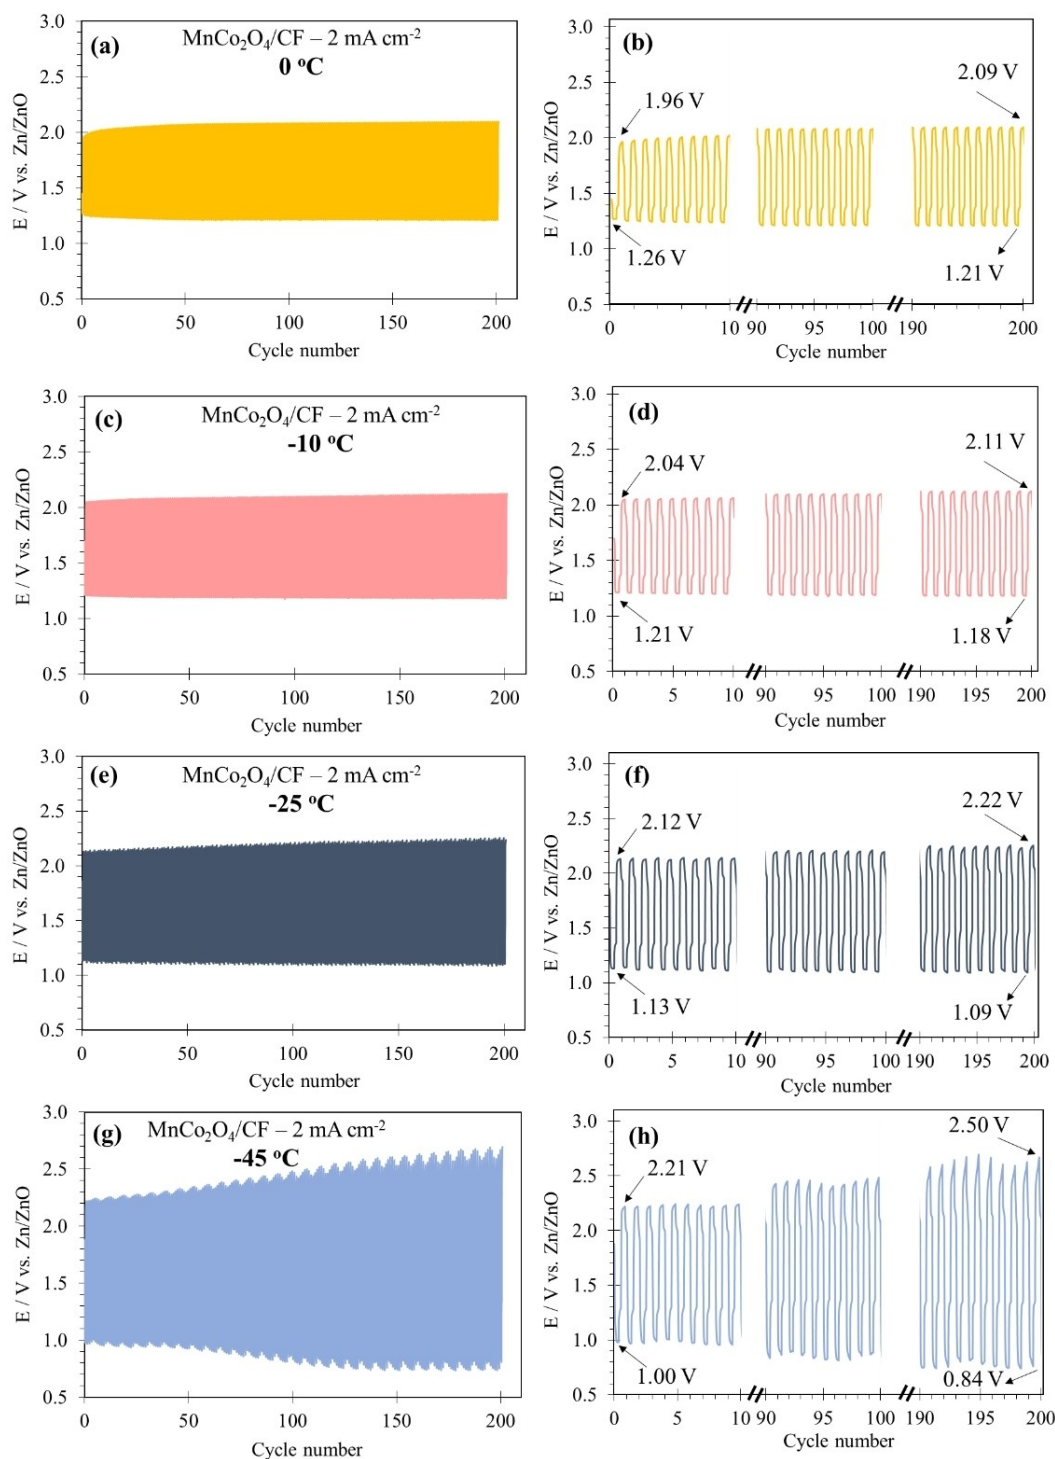 (a)
MnCo₂O₄/CF – 2 mA cm⁻²
0 ᵒC
3.0
2.5
2.0
1.5
1.0
0.5
E / V vs. Zn/ZnO
0 50 100 150 200
Cycle number
(b)
3.0
2.5
2.0
1.5
1.0
0.5
E / V vs. Zn/ZnO
1.96 V
2.09 V
1.26 V
1.21 V
0 10 90 95 100 190 200
Cycle number
(c)
MnCo₂O₄/CF – 2 mA cm⁻²
-10 ᵒC
3.0
2.5
2.0
1.5
1.0
0.5
E / V vs. Zn/ZnO
0 50 100 150 200
Cycle number
(d)
3.0
2.5
2.0
1.5
1.0
0.5
E / V vs. Zn/ZnO
2.04 V
2.11 V
1.21 V
1.18 V
0 5 10 90 95 100 190 195 200
Cycle number
(e)
MnCo₂O₄/CF – 2 mA cm⁻²
-25 ᵒC
3.0
2.5
2.0
1.5
1.0
0.5
E / V vs. Zn/ZnO
0 50 100 150 200
Cycle number
(f)
3.0
2.5
2.0
1.5
1.0
0.5
E / V vs. Zn/ZnO
2.12 V
2.22 V
1.13 V
1.09 V
0 5 10 90 95 100 190 195 200
Cycle number
(g)
MnCo₂O₄/CF – 2 mA cm⁻²
-45 ᵒC
3.0
2.5
2.0
1.5
1.0
0.5
E / V vs. Zn/ZnO
0 50 100 150 200
Cycle number
(h)
3.0
2.5
2.0
1.5
1.0
0.5
E / V vs. Zn/ZnO
2.21 V
2.50 V
1.00 V
0.84 V
0 5 10 90 95 100 190 195 200
Cycle number